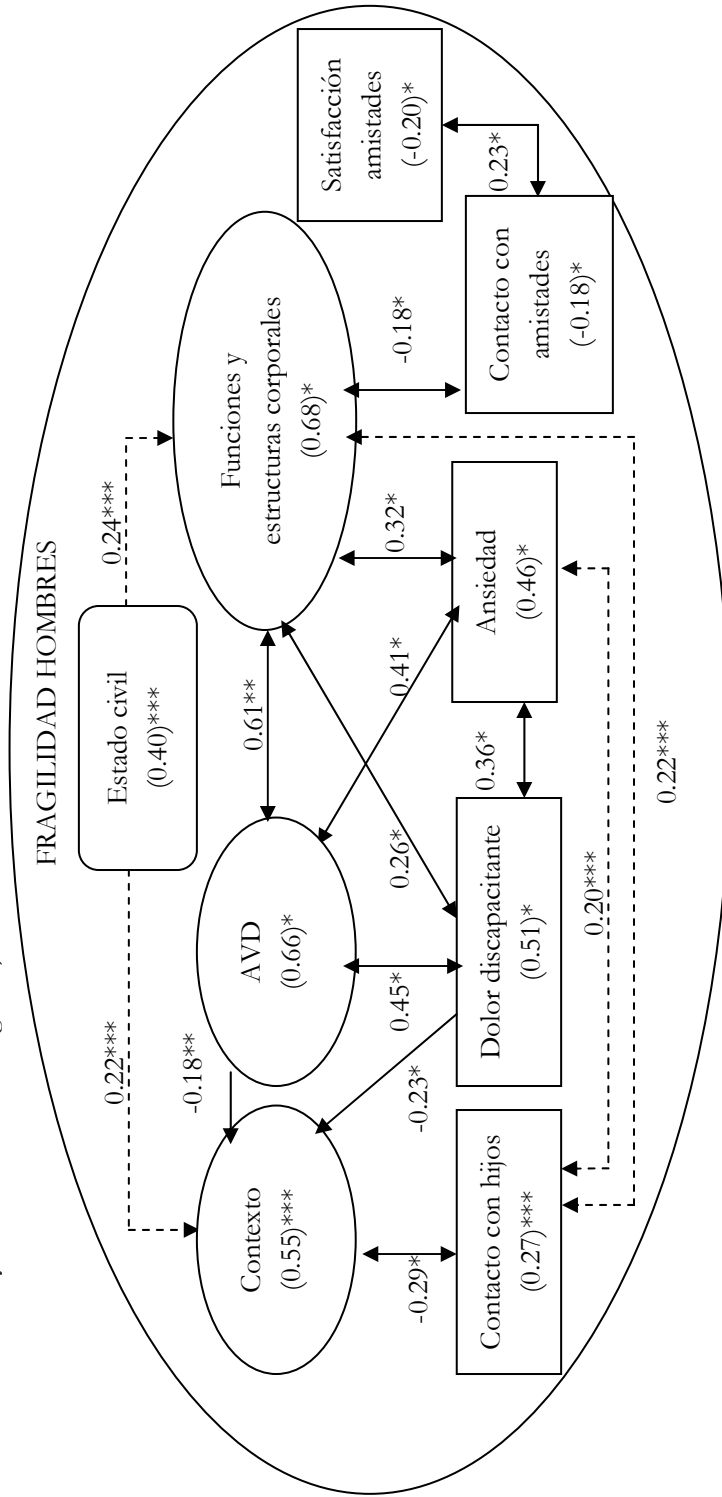 FRAGILIDAD HOMBRES
Estado civil
(0.40)***
0.22***
0.24***
-0.18**
Contexto
(0.55)***
AVD
(0.66)*
0.61**
Funciones y
estructuras corporales
(0.68)*
Satisfacción
amistades
(-0.20)*
-0.29*
-0.23*
0.45*
0.26*
0.41*
0.32*
-0.18*
0.23*
Contacto con hijos
(0.27)***
Dolor discapacitante
(0.51)*
0.36*
Ansiedad
(0.46)*
Contacto con
amistades
(-0.18)*
0.20***
0.22***